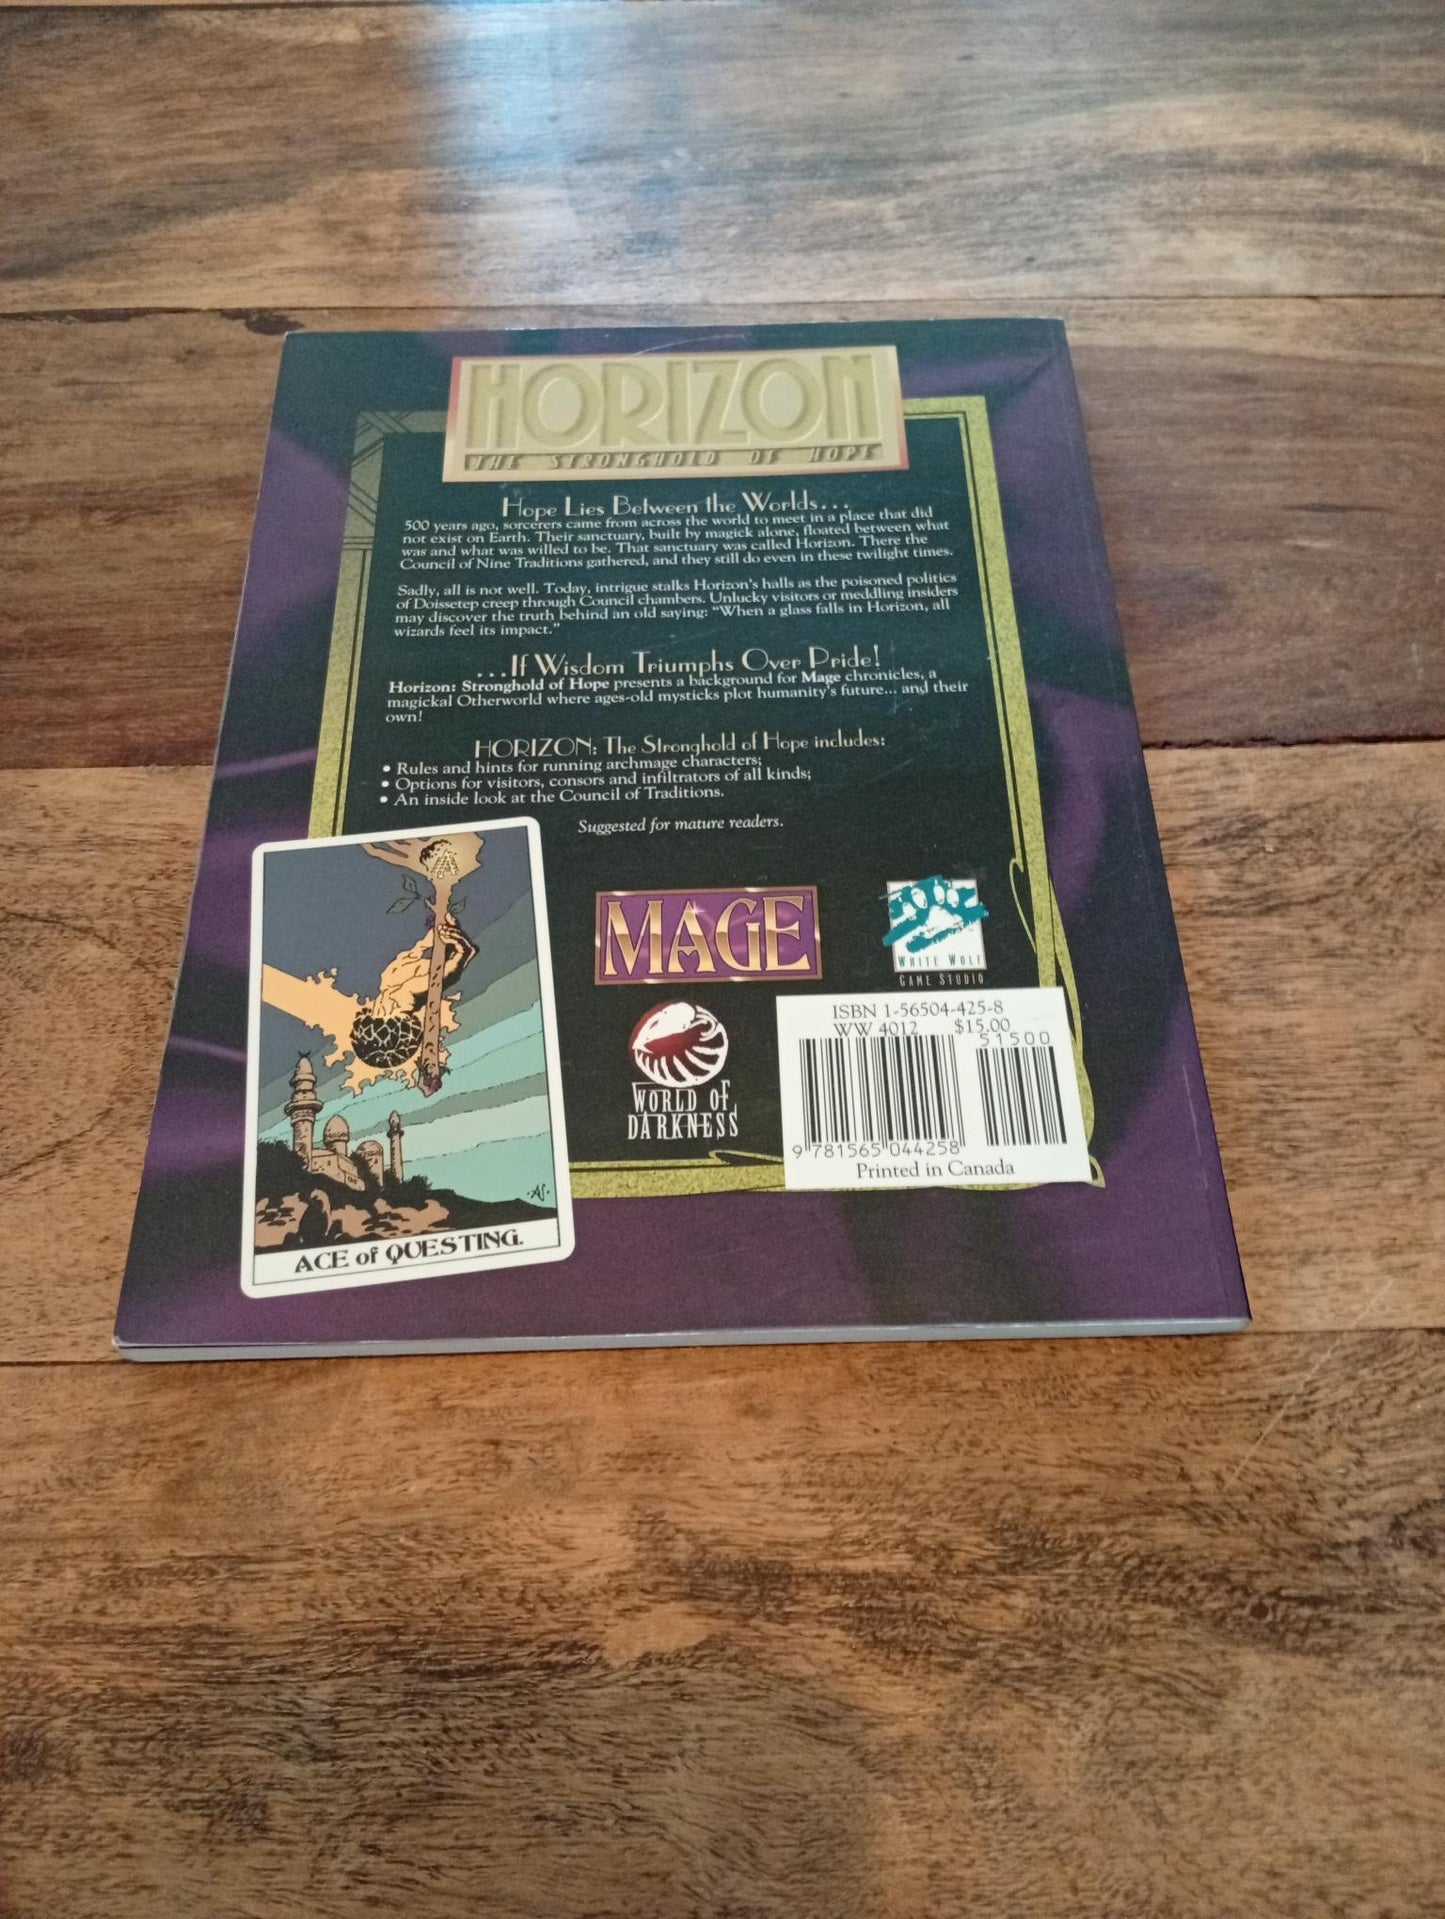 HORIZON
THE STRONGHOLD OF HOPE
Hope Lies Between the Worlds...
500 years ago, sorcerers came from across the world to meet in a place that did
not exist on Earth. Their sanctuary, built by magick alone, floated between what
was and what was willed to be. That sanctuary was called Horizon. There the
Council of Nine Traditions gathered, and they still do even in these twilight times.
Sadly, all is not well. Today, intrigue stalks Horizon's halls as the poisoned politics
of Doissetep creep through Council chambers. Unlucky visitors or meddling insiders
may discover the truth behind an old saying: "When a glass falls in Horizon, all
wizards feel its impact."
...If Wisdom Triumphs Over Pride!
Horizon: Stronghold of Hope presents a background for Mage chronicles, a
magickal Otherworld where ages-old mysticks plot humanity's future... and their
own!
HORIZON: The Stronghold of Hope includes:
• Rules and hints for running archmage characters;
• Options for visitors, consors and infiltrators of all kinds;
• An inside look at the Council of Traditions.
Suggested for mature readers.
MAGE
WHITE WOLF
GAME STUDIO
WORLD OF
DARKNESS
ISBN 1-56504-425-8
WW 4012 $15.00
51500
9 781565 044258
Printed in Canada
AS
ACE of QUESTING.